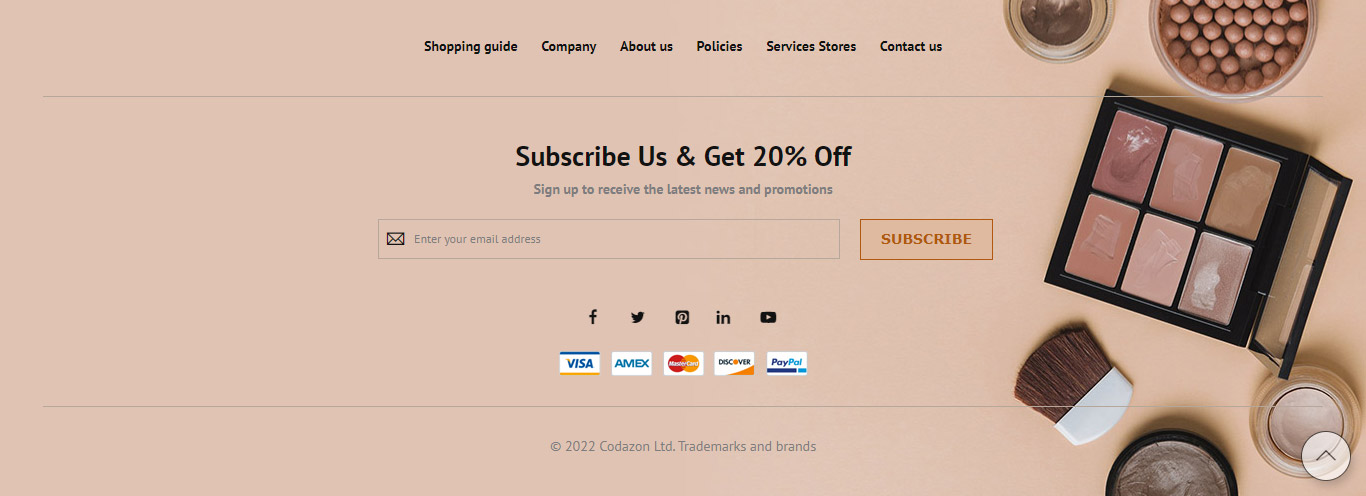 Shopping guide Company About us Policies Services Stores Contact us
Subscribe Us & Get 20% Off
Sign up to receive the latest news and promotions
Enter your email address SUBSCRIBE
VISA AMEX MasterCard DISCOVER PayPal
© 2022 Codazon Ltd. Trademarks and brands